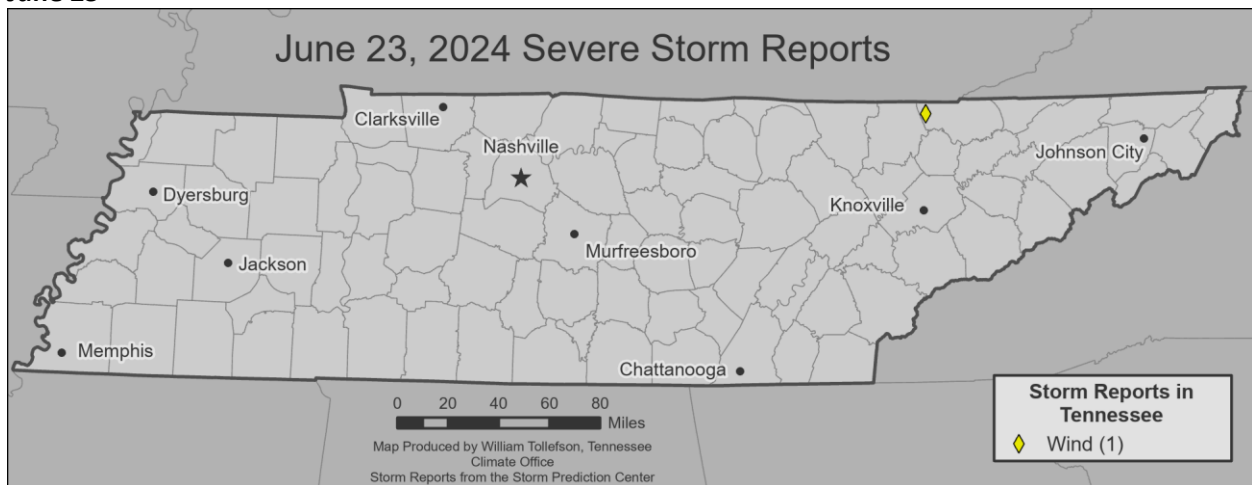 June 23, 2024 Severe Storm Reports
Clarksville
Nashville
Johnson City
Dyersburg
Knoxville
Murfreesboro
Jackson
Memphis
Chattanooga
0 20 40 60 80
Miles
Map Produced by William Tollefson, Tennessee
Climate Office
Storm Reports from the Storm Prediction Center
Storm Reports in
Tennessee
Wind (1)